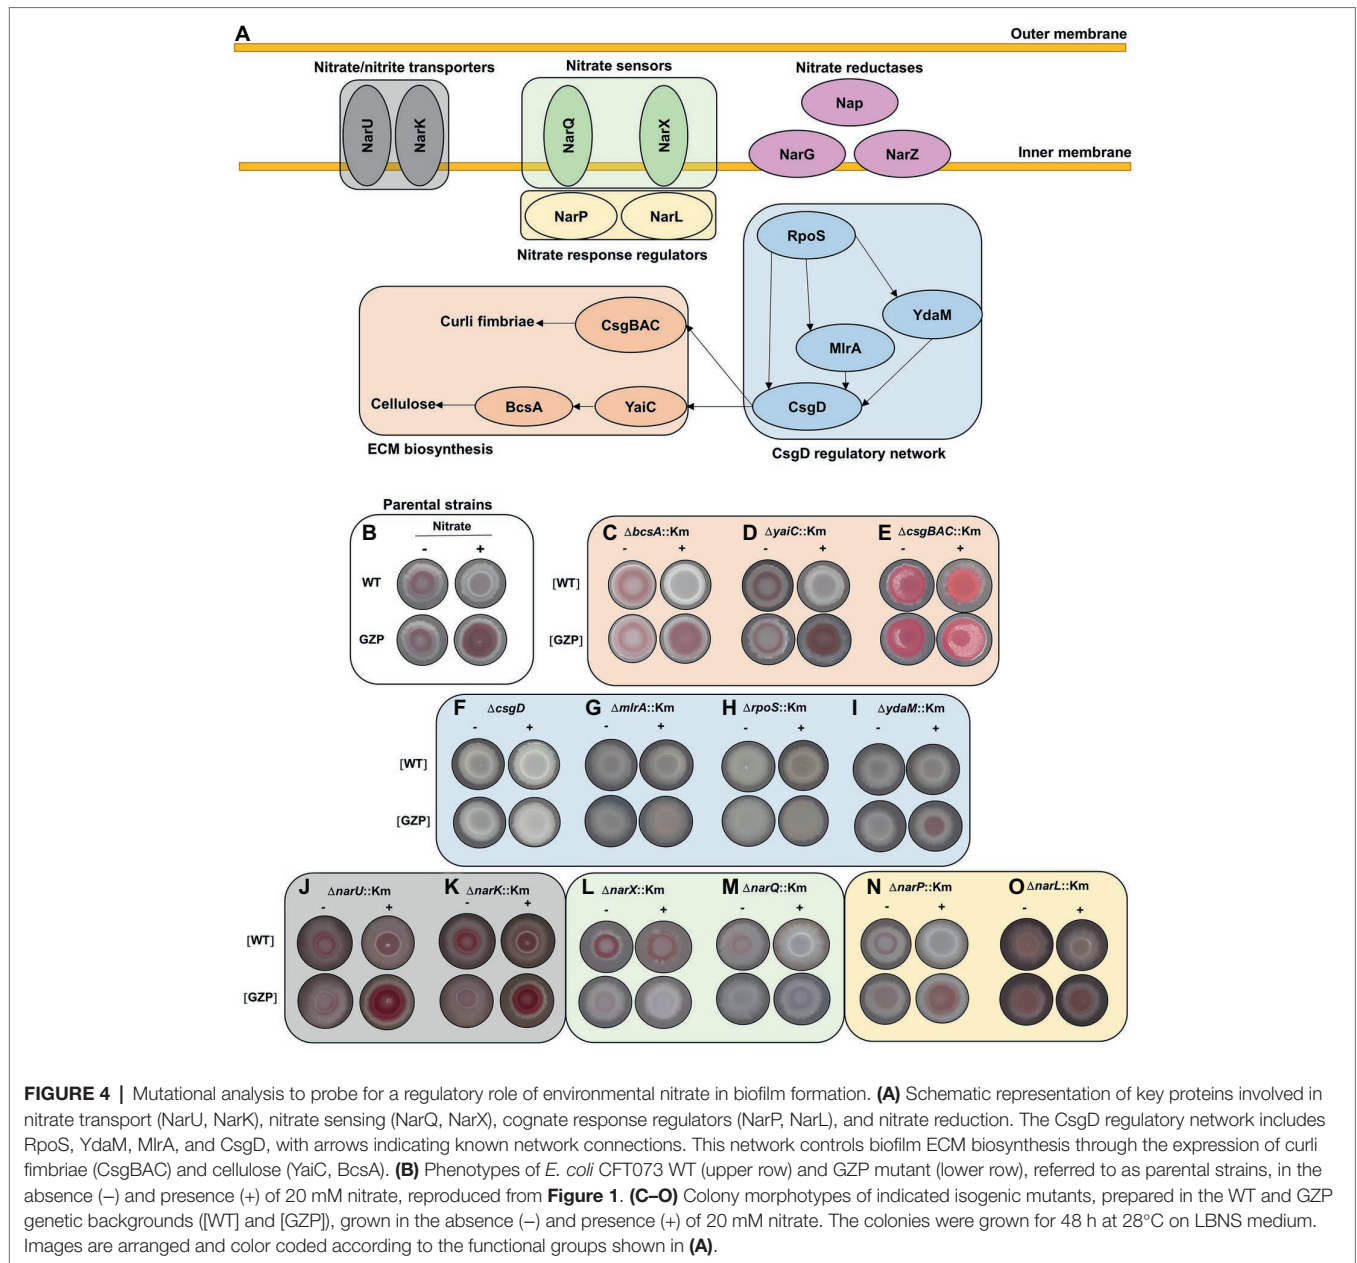 A
Outer membrane
Nitrate/nitrite transporters
Nitrate sensors
Nitrate reductases
NarU
NarK
NarQ
NarX
Nap
NarG
NarZ
Inner membrane
NarP
NarL
Nitrate response regulators
RpoS
YdaM
MlrA
CsgD
CsgD regulatory network
Curli fimbriae
CsgBAC
Cellulose
BcsA
YaiC
ECM biosynthesis
Parental strains
B
Nitrate
- +
WT
GZP
C ΔbcsA::Km
- +
D ΔyaiC::Km
- +
E ΔcsgBAC::Km
- +
[WT]
[GZP]
F ΔcsgD
- +
G ΔmlrA::Km
- +
H ΔrpoS::Km
- +
I ΔydaM::Km
- +
[WT]
[GZP]
J ΔnarU::Km
- +
K ΔnarK::Km
- +
L ΔnarX::Km
- +
M ΔnarQ::Km
- +
N ΔnarP::Km
- +
O ΔnarL::Km
- +
[WT]
[GZP]
FIGURE 4 | Mutational analysis to probe for a regulatory role of environmental nitrate in biofilm formation. (A) Schematic representation of key proteins involved in
nitrate transport (NarU, NarK), nitrate sensing (NarQ, NarX), cognate response regulators (NarP, NarL), and nitrate reduction. The CsgD regulatory network includes
RpoS, YdaM, MlrA, and CsgD, with arrows indicating known network connections. This network controls biofilm ECM biosynthesis through the expression of curli
fimbriae (CsgBAC) and cellulose (YaiC, BcsA). (B) Phenotypes of E. coli CFT073 WT (upper row) and GZP mutant (lower row), referred to as parental strains, in the
absence (–) and presence (+) of 20 mM nitrate, reproduced from Figure 1. (C–O) Colony morphotypes of indicated isogenic mutants, prepared in the WT and GZP
genetic backgrounds ([WT] and [GZP]), grown in the absence (–) and presence (+) of 20 mM nitrate. The colonies were grown for 48 h at 28°C on LBNS medium.
Images are arranged and color coded according to the functional groups shown in (A).